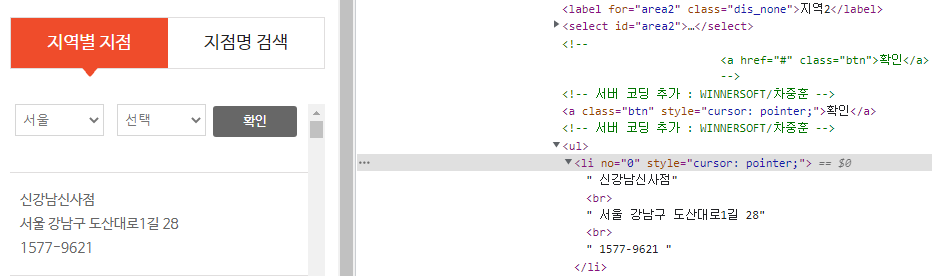 지역별 지점
지점명 검색
서울
선택
확인
신강남신사점
서울 강남구 도산대로1길 28
1577-9621
<label for="area2" class="dis_none">지역2</label>
<select id="area2">…</select>
<!--
<a href="#" class="btn">확인</a>
-->
<!-- 서버 코딩 추가 : WINNERSOFT/차중훈 -->
<a class="btn" style="cursor: pointer;">확인</a>
<!-- 서버 코딩 추가 : WINNERSOFT/차중훈 -->
<ul>
<li no="0" style="cursor: pointer;"> == $0
" 신강남신사점"
<br>
" 서울 강남구 도산대로1길 28"
<br>
" 1577-9621 "
</li>